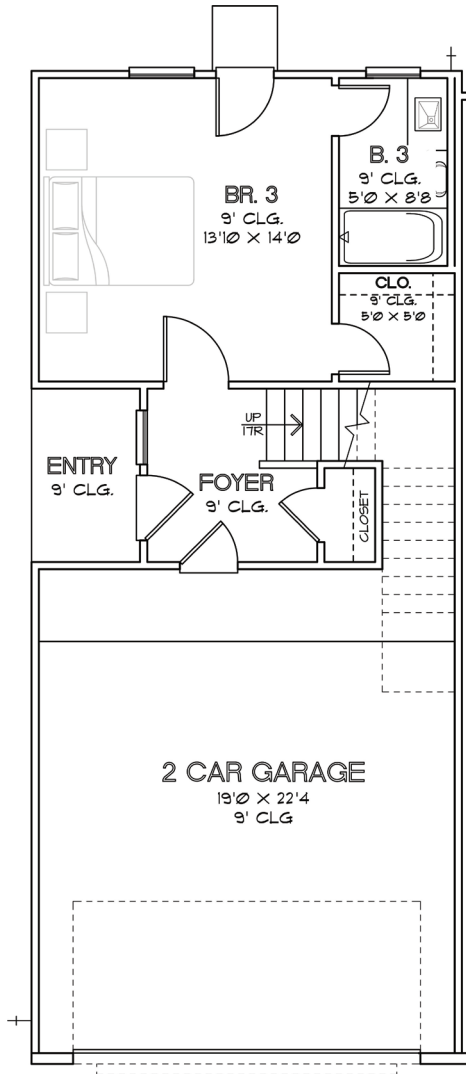 BR. 3
9' CLG.
13'10 X 14'0
B. 3
9' CLG.
5'0 X 8'8
CLO.
9' CLG.
5'0 X 5'0
UP
17R
ENTRY
9' CLG.
FOYER
9' CLG.
CLOSET
2 CAR GARAGE
19'0 X 22'4
9' CLG